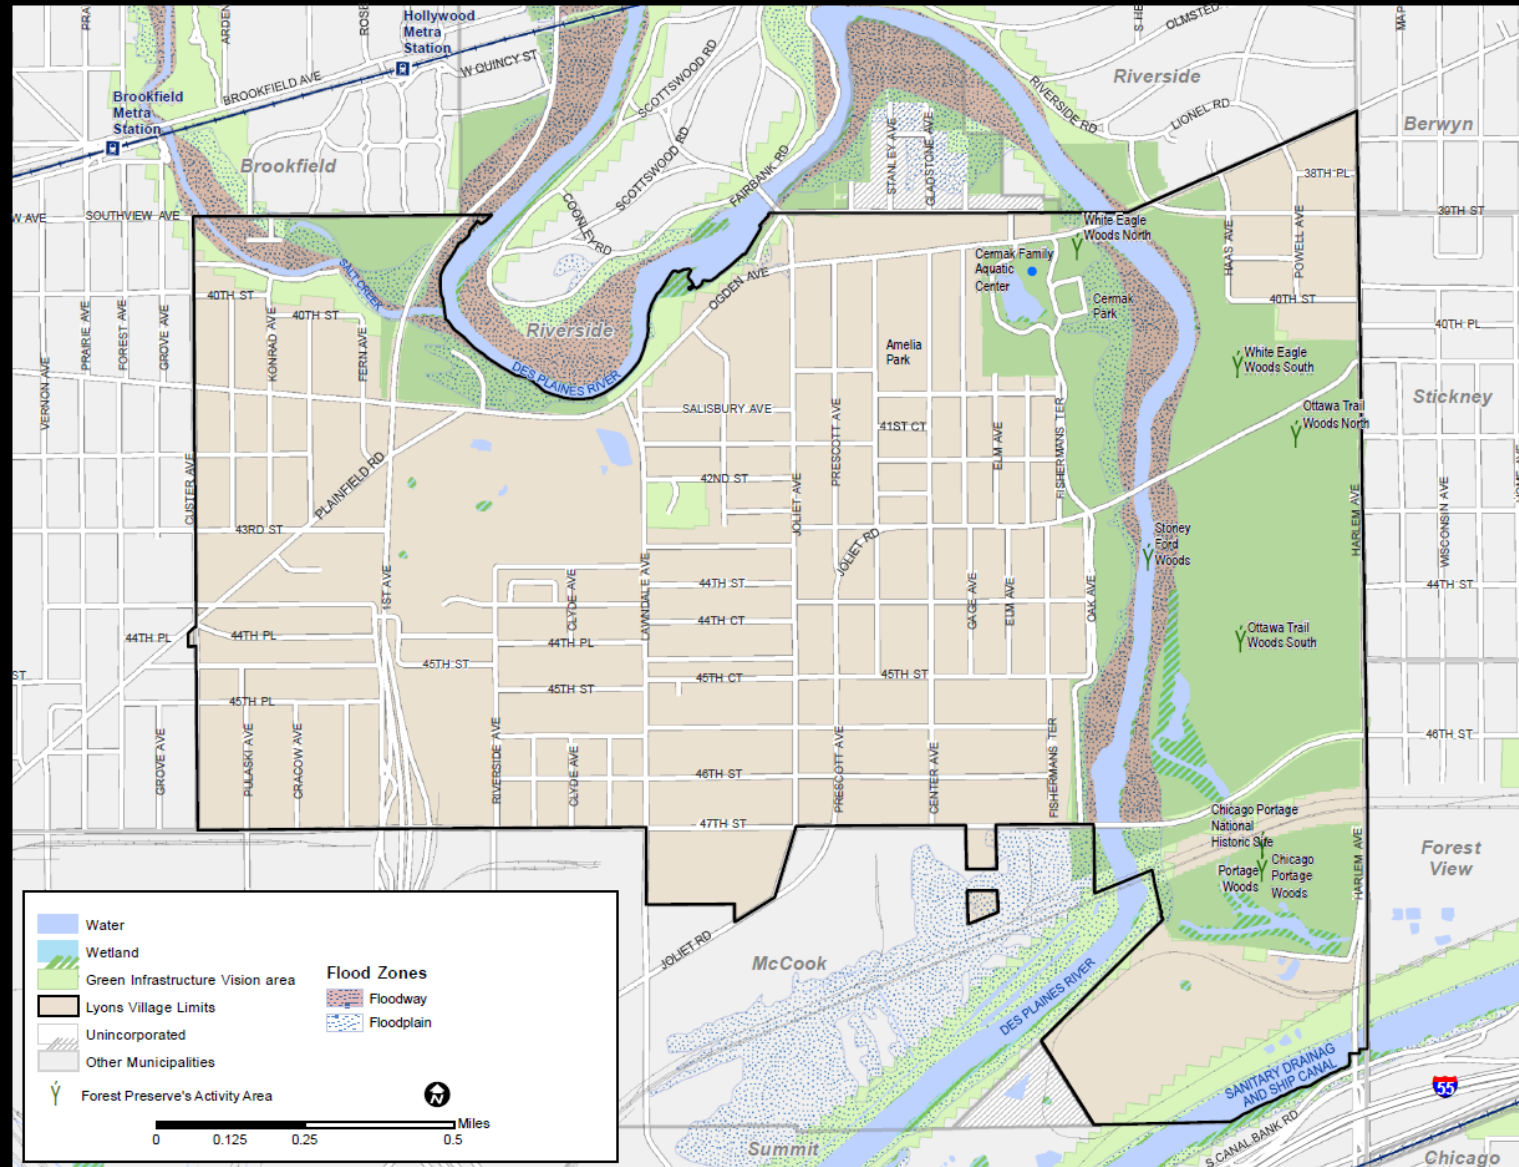 PRA
ARDEN
ROSE
Hollywood
Metra
Station
W QUINCY ST
BROOKFIELD AVE
Brookfield
Metra
Station
Brookfield
SCOTTSWOOD RD
SCOTTSWOOD RD
COONLEY RD
FAIRBANK RD
S HE
OLMSTED
MAP
Riverside
RIVERSIDE RD
LIONEL RD
Berwyn
STANLEY AVE
GLADSTONE AVE
38TH PL
39TH ST
W AVE
SOUTHVIEW AVE
White Eagle
Woods North
HAAS AVE
POWELL AVE
Cermak Family
Aquatic
Center
Cermak
Park
SALT CREEK
OGDEN AVE
40TH ST
40TH ST
40TH ST
40TH PL
VERNON AVE
PRAIRIE AVE
FOREST AVE
GROVE AVE
KONRAD AVE
FERN AVE
Riverside
DES PLAINES RIVER
Amelia
Park
White Eagle
Woods South
Stickney
Ottawa Trail
Woods North
SALISBURY AVE
PRESCOTT AVE
41ST CT
ELM AVE
FISHERMANS TER
CUSTER AVE
PLAINFIELD RD
42ND ST
JOLIET AVE
HARLEM AVE
WISCONSIN AVE
43RD ST
JOLIET RD
Stoney
Ford
Woods
1ST AVE
CLYDE AVE
LAWNDALE AVE
44TH ST
GAGE AVE
ELM AVE
OAK AVE
44TH ST
44TH CT
44TH PL
44TH PL
44TH PL
Ottawa Trail
Woods South
ST
45TH ST
45TH CT
45TH ST
45TH ST
45TH PL
GROVE AVE
PULASKI AVE
CRACOW AVE
RIVERSIDE AVE
CLYDE AVE
46TH ST
PRESCOTT AVE
CENTER AVE
FISHERMANS TER
46TH ST
47TH ST
Chicago Portage
National
Historic Site
Portage
Woods
Chicago
Portage
Woods
HARLEM AVE
Forest
View
JOLIET RD
McCook
DES PLAINES RIVER
SANITARY DRAINAG
AND SHIP CANAL
55
S CANAL BANK RD
Summit
Chicago
Water
Wetland
Green Infrastructure Vision area
Lyons Village Limits
Unincorporated
Other Municipalities
Forest Preserve's Activity Area
Flood Zones
Floodway
Floodplain
N
Miles
0
0.125
0.25
0.5